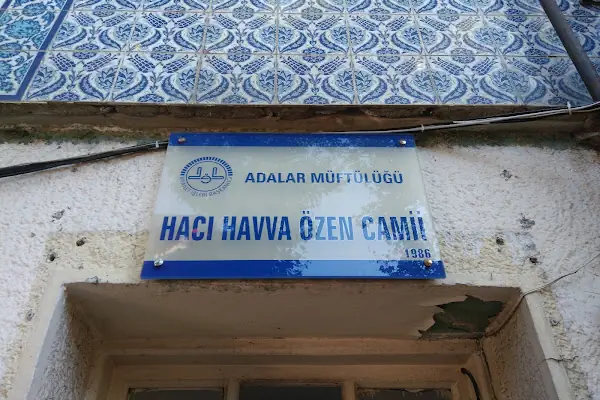 ADALAR MÜFTÜLÜĞÜ
HACI HAVVA ÖZEN CAMİİ
1986